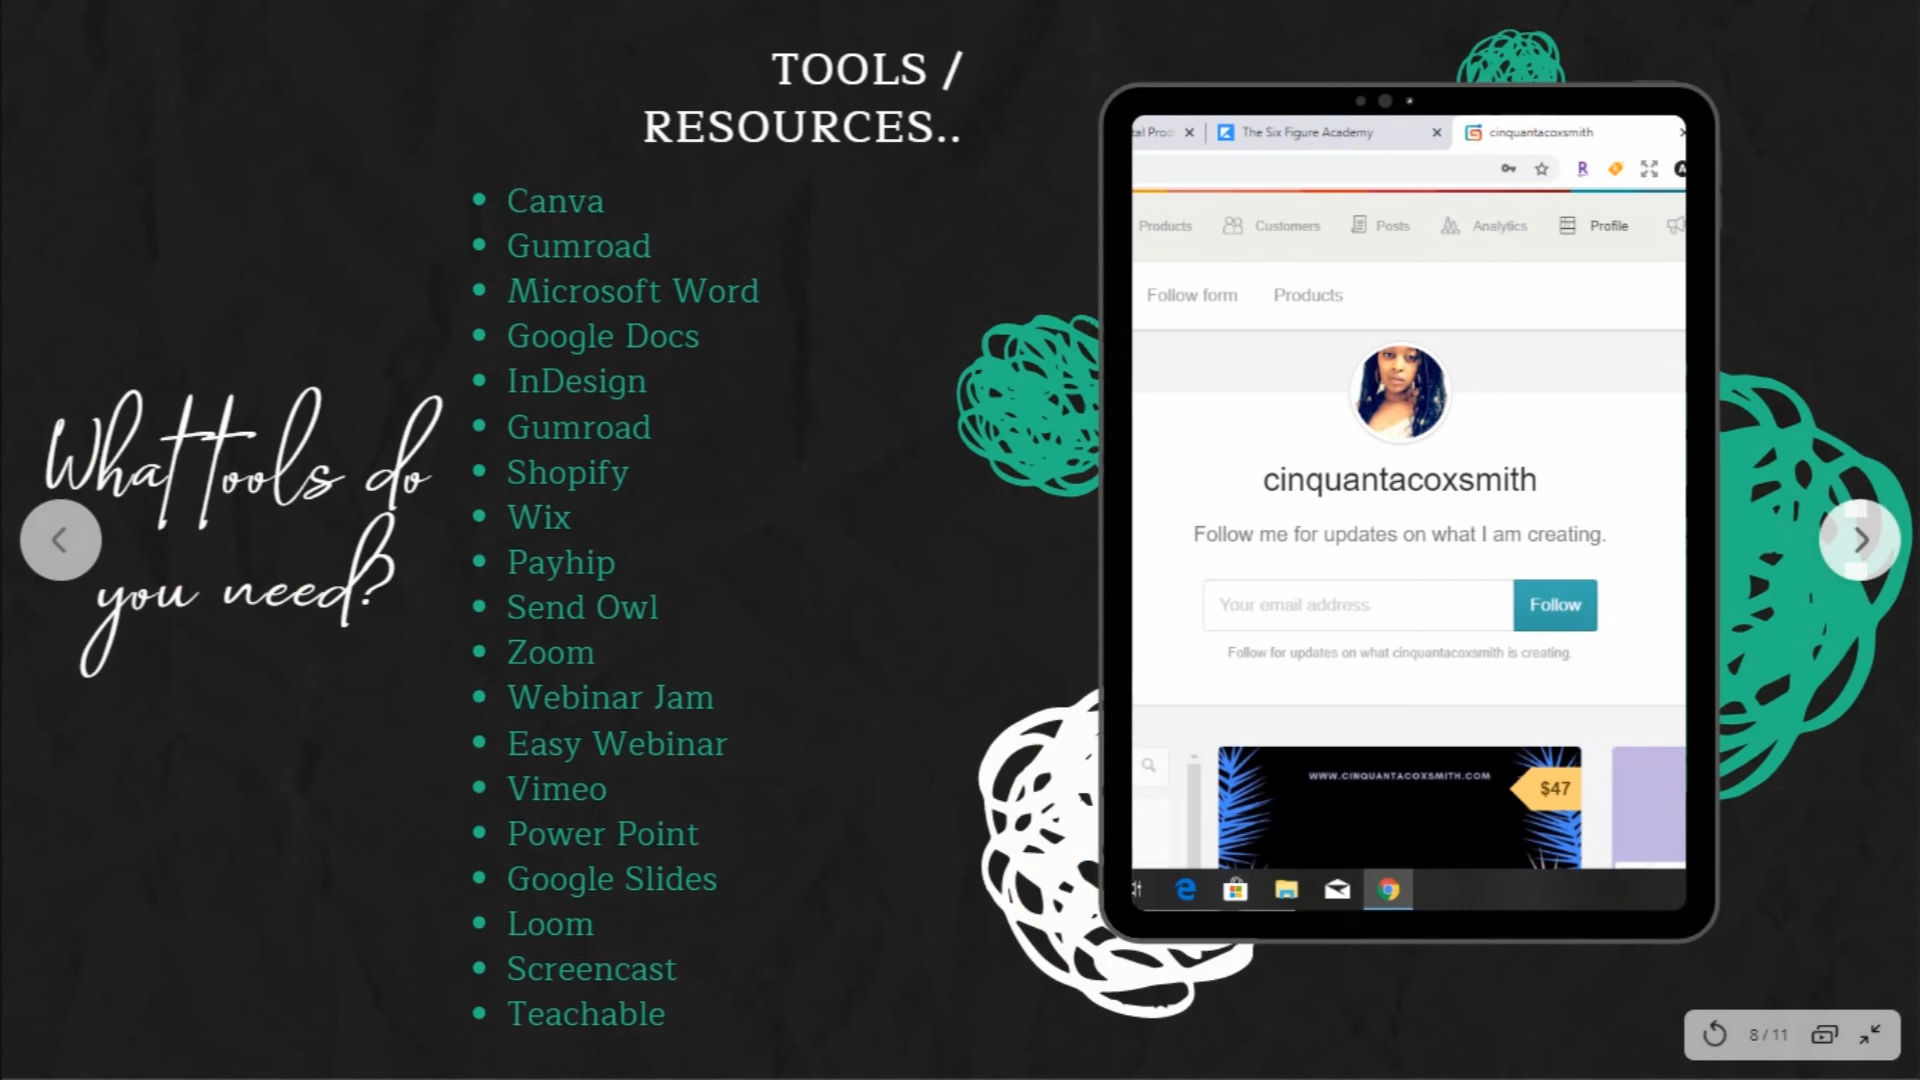 TOOLS /
RESOURCES..
What tools do
you need?
Canva
Gumroad
Microsoft Word
Google Docs
InDesign
Gumroad
Shopify
Wix
Payhip
Send Owl
Zoom
Webinar Jam
Easy Webinar
Vimeo
Power Point
Google Slides
Loom
Screencast
Teachable
tal Prod
The Six Figure Academy
cinquantacoxsmith
R
A
Products
Customers
Posts
Analytics
Profile
Follow form
Products
cinquantacoxsmith
Follow me for updates on what I am creating.
Your email address
Follow
Follow for updates on what cinquantacoxsmith is creating.
WWW.CINQUANTACOXSMITH.COM
$47
8 / 11